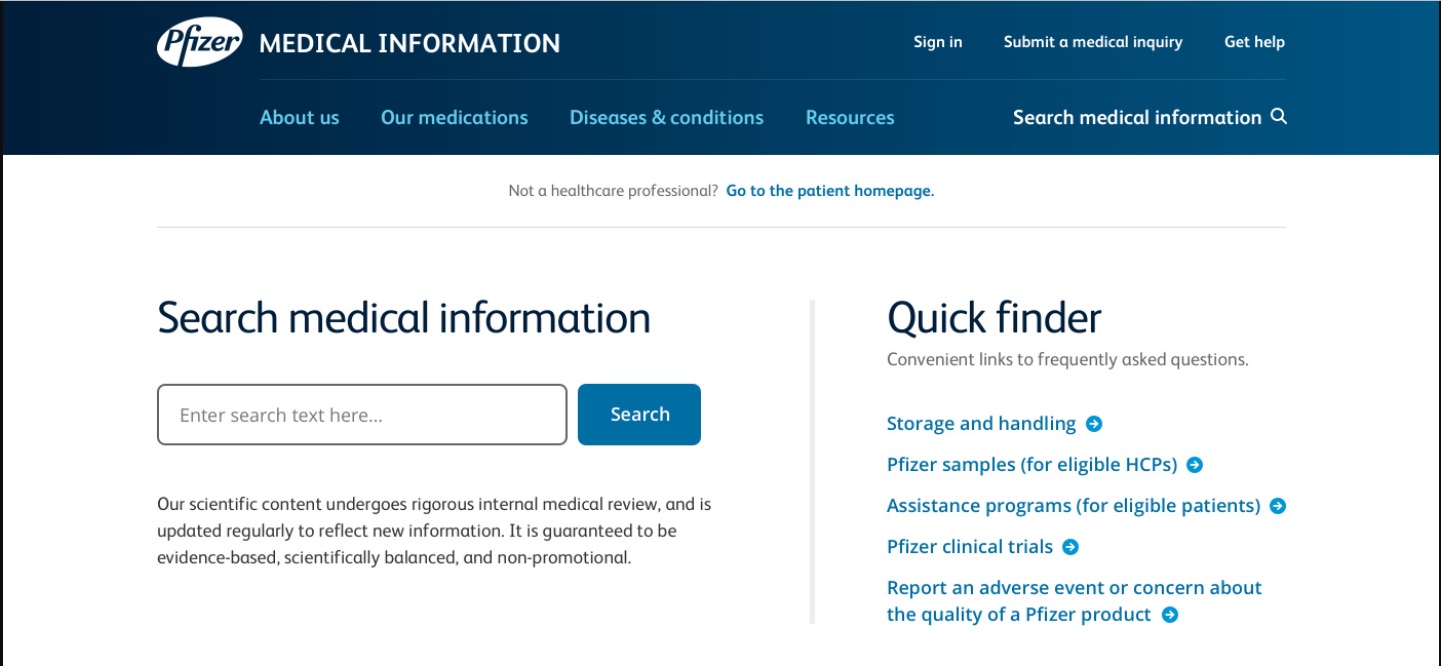 Pfizer MEDICAL INFORMATION
Sign in Submit a medical inquiry Get help
About us Our medications Diseases & conditions Resources Search medical information
Not a healthcare professional? Go to the patient homepage.
Search medical information
Enter search text here...
Search
Our scientific content undergoes rigorous internal medical review, and is
updated regularly to reflect new information. It is guaranteed to be
evidence-based, scientifically balanced, and non-promotional.
Quick finder
Convenient links to frequently asked questions.
Storage and handling
Pfizer samples (for eligible HCPs)
Assistance programs (for eligible patients)
Pfizer clinical trials
Report an adverse event or concern about
the quality of a Pfizer product